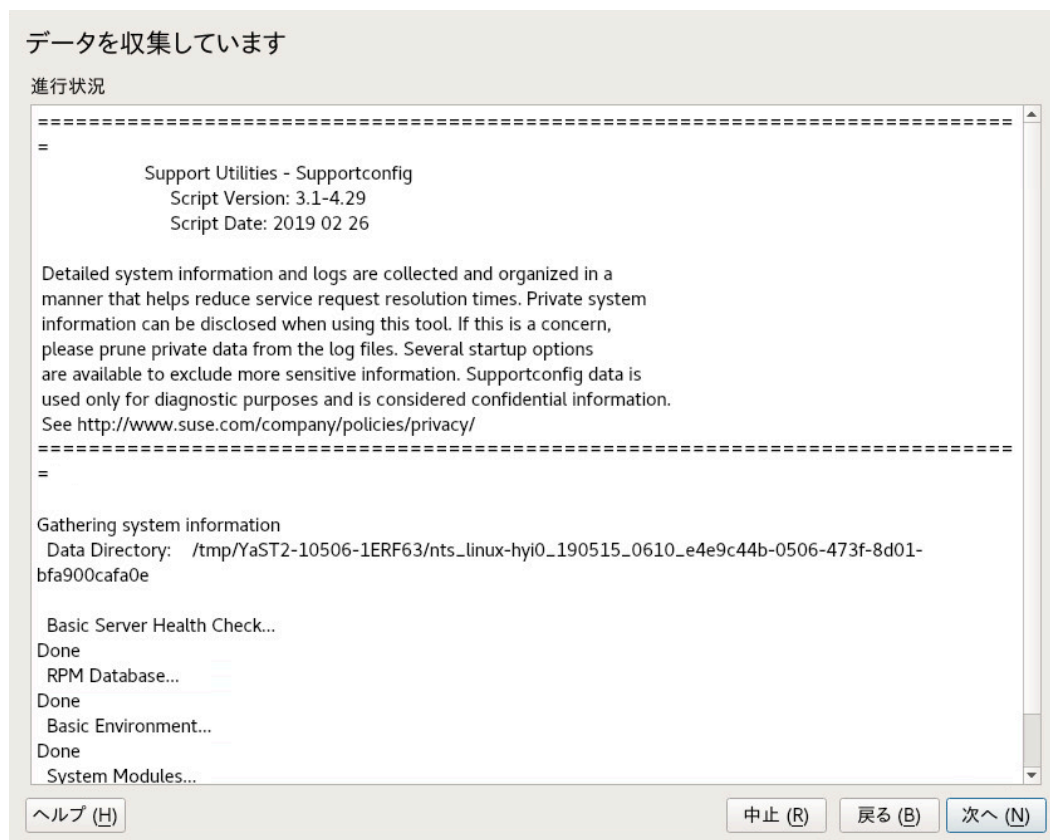 データを収集しています
進行状況
============================================================================
=
Support Utilities - Supportconfig
Script Version: 3.1-4.29
Script Date: 2019 02 26
Detailed system information and logs are collected and organized in a
manner that helps reduce service request resolution times. Private system
information can be disclosed when using this tool. If this is a concern,
please prune private data from the log files. Several startup options
are available to exclude more sensitive information. Supportconfig data is
used only for diagnostic purposes and is considered confidential information.
See http://www.suse.com/company/policies/privacy/
============================================================================
=
Gathering system information
Data Directory: /tmp/YaST2-10506-1ERF63/nts_linux-hyi0_190515_0610_e4e9c44b-0506-473f-8d01-
bfa900cafa0e
Basic Server Health Check...
Done
RPM Database...
Done
Basic Environment...
Done
System Modules...
ヘルプ (H) 中止 (R) 戻る (B) 次へ (N)